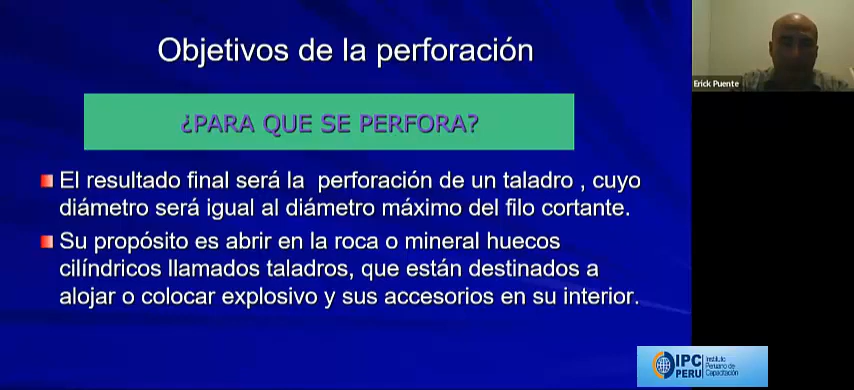 Objetivos de la perforación
¿PARA QUE SE PERFORA?
El resultado final será la perforación de un taladro , cuyo
diámetro será igual al diámetro máximo del filo cortante.
Su propósito es abrir en la roca o mineral huecos
cilíndricos llamados taladros, que están destinados a
alojar o colocar explosivo y sus accesorios en su interior.
Erick Puente
IPC
PERU
Instituto
Peruano de
Capacitación